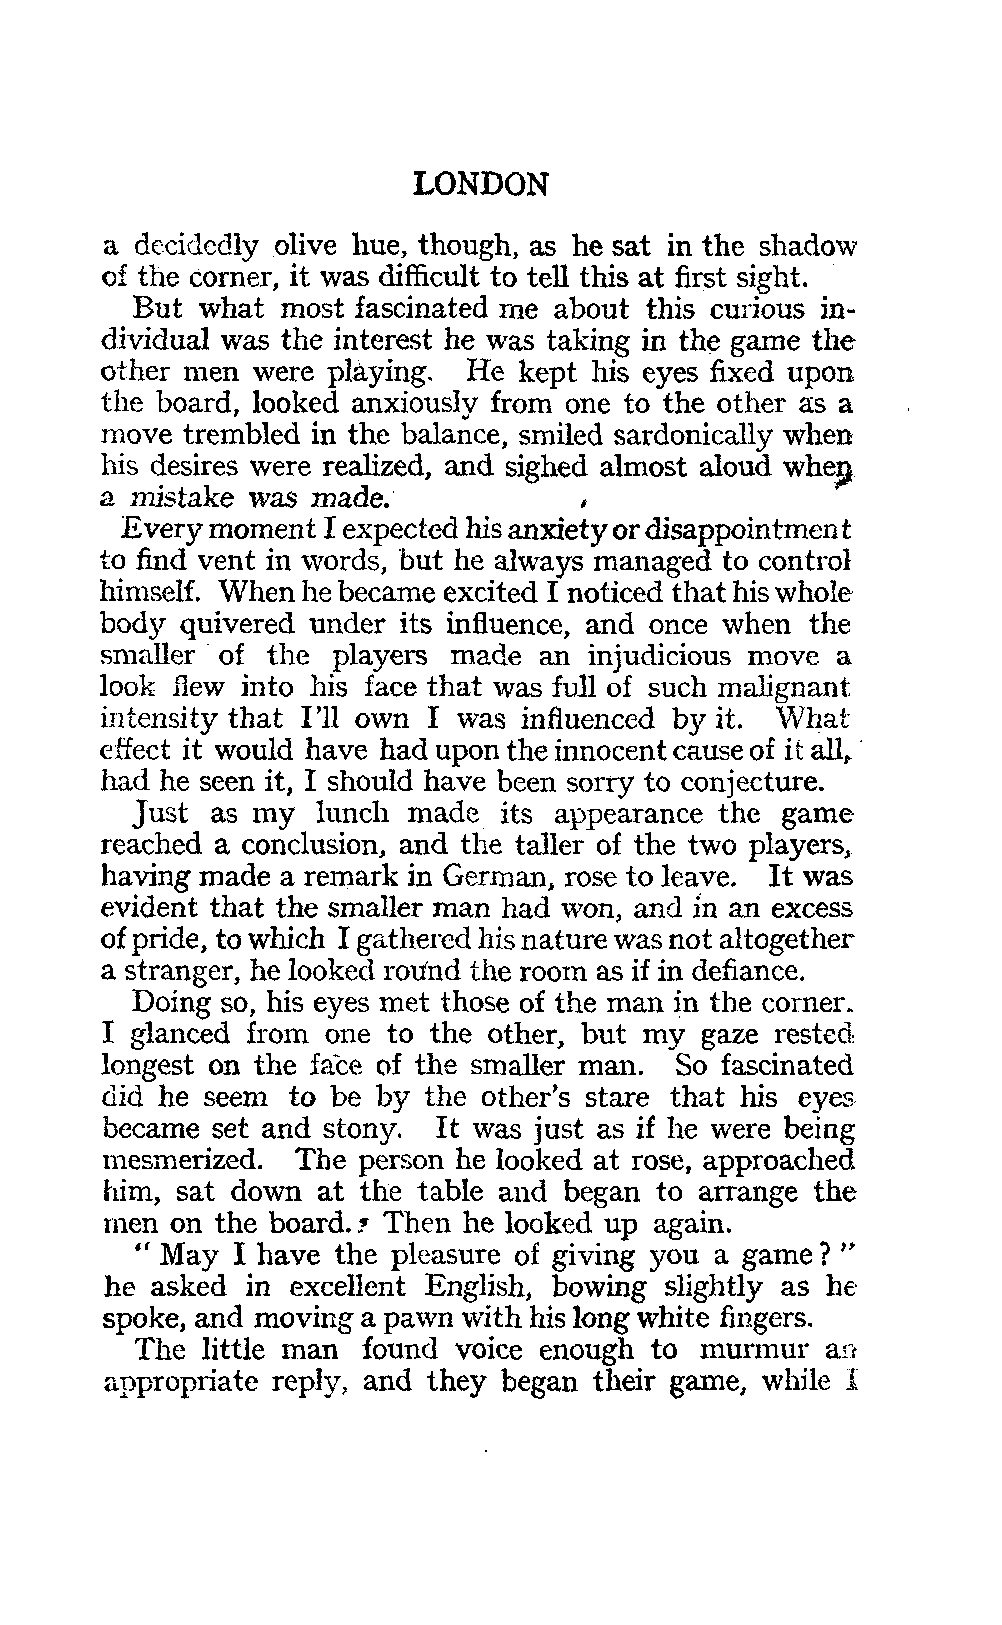 LONDON
a decidedly olive hue, though, as he sat in the shadow
of the corner, it was difficult to tell this at first sight.
But what most fascinated me about this curious in-
dividual was the interest he was taking in the game the
other men were playing. He kept his eyes fixed upon
the board, looked anxiously from one to the other as a
move trembled in the balance, smiled sardonically when
his desires were realized, and sighed almost aloud when
a mistake was made.
Every moment I expected his anxiety or disappointment
to find vent in words, but he always managed to control
himself. When he became excited I noticed that his whole
body quivered under its influence, and once when the
smaller of the players made an injudicious move a
look flew into his face that was full of such malignant
intensity that I'll own I was influenced by it. What
effect it would have had upon the innocent cause of it all,
had he seen it, I should have been sorry to conjecture.
Just as my lunch made its appearance the game
reached a conclusion, and the taller of the two players,
having made a remark in German, rose to leave. It was
evident that the smaller man had won, and in an excess
of pride, to which I gathered his nature was not altogether
a stranger, he looked round the room as if in defiance.
Doing so, his eyes met those of the man in the corner.
I glanced from one to the other, but my gaze rested
longest on the face of the smaller man. So fascinated
did he seem to be by the other's stare that his eyes
became set and stony. It was just as if he were being
mesmerized. The person he looked at rose, approached
him, sat down at the table and began to arrange the
men on the board. Then he looked up again.
" May I have the pleasure of giving you a game ? "
he asked in excellent English, bowing slightly as he
spoke, and moving a pawn with his long white fingers.
The little man found voice enough to murmur an
appropriate reply, and they began their game, while I